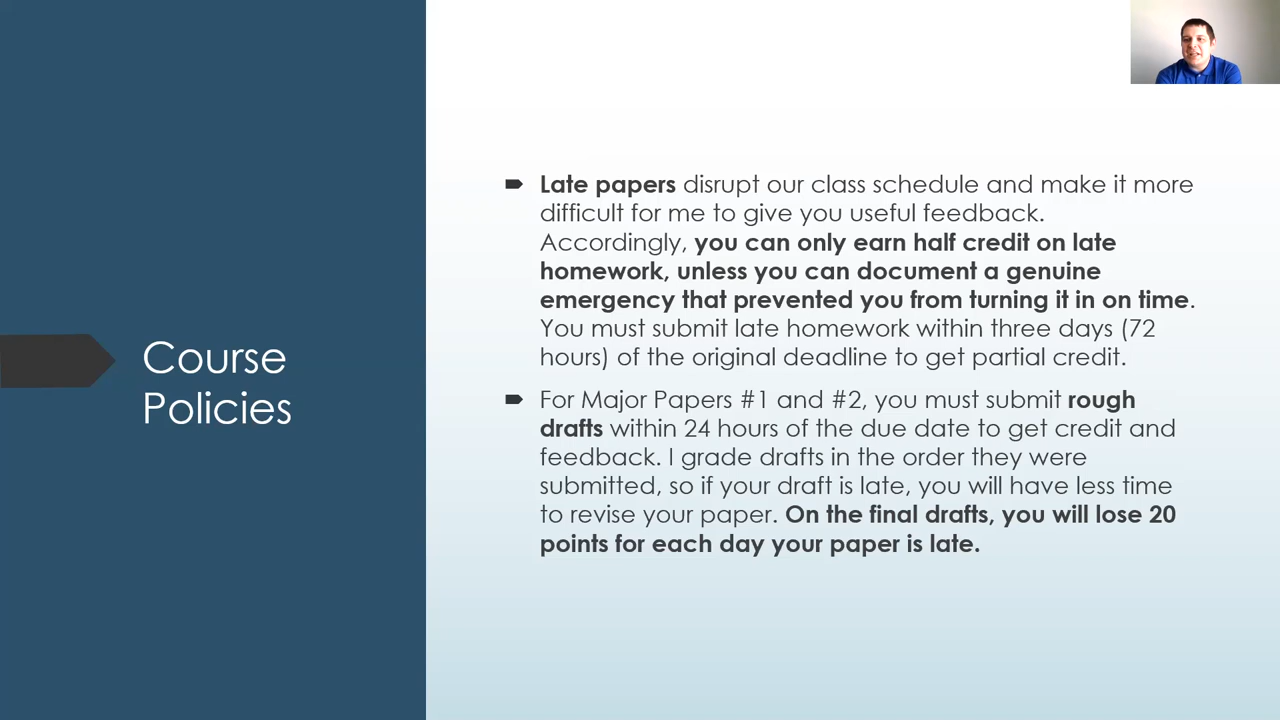 Course
Policies
Late papers disrupt our class schedule and make it more
difficult for me to give you useful feedback.
Accordingly, you can only earn half credit on late
homework, unless you can document a genuine
emergency that prevented you from turning it in on time.
You must submit late homework within three days (72
hours) of the original deadline to get partial credit.
For Major Papers #1 and #2, you must submit rough
drafts within 24 hours of the due date to get credit and
feedback. I grade drafts in the order they were
submitted, so if your draft is late, you will have less time
to revise your paper. On the final drafts, you will lose 20
points for each day your paper is late.